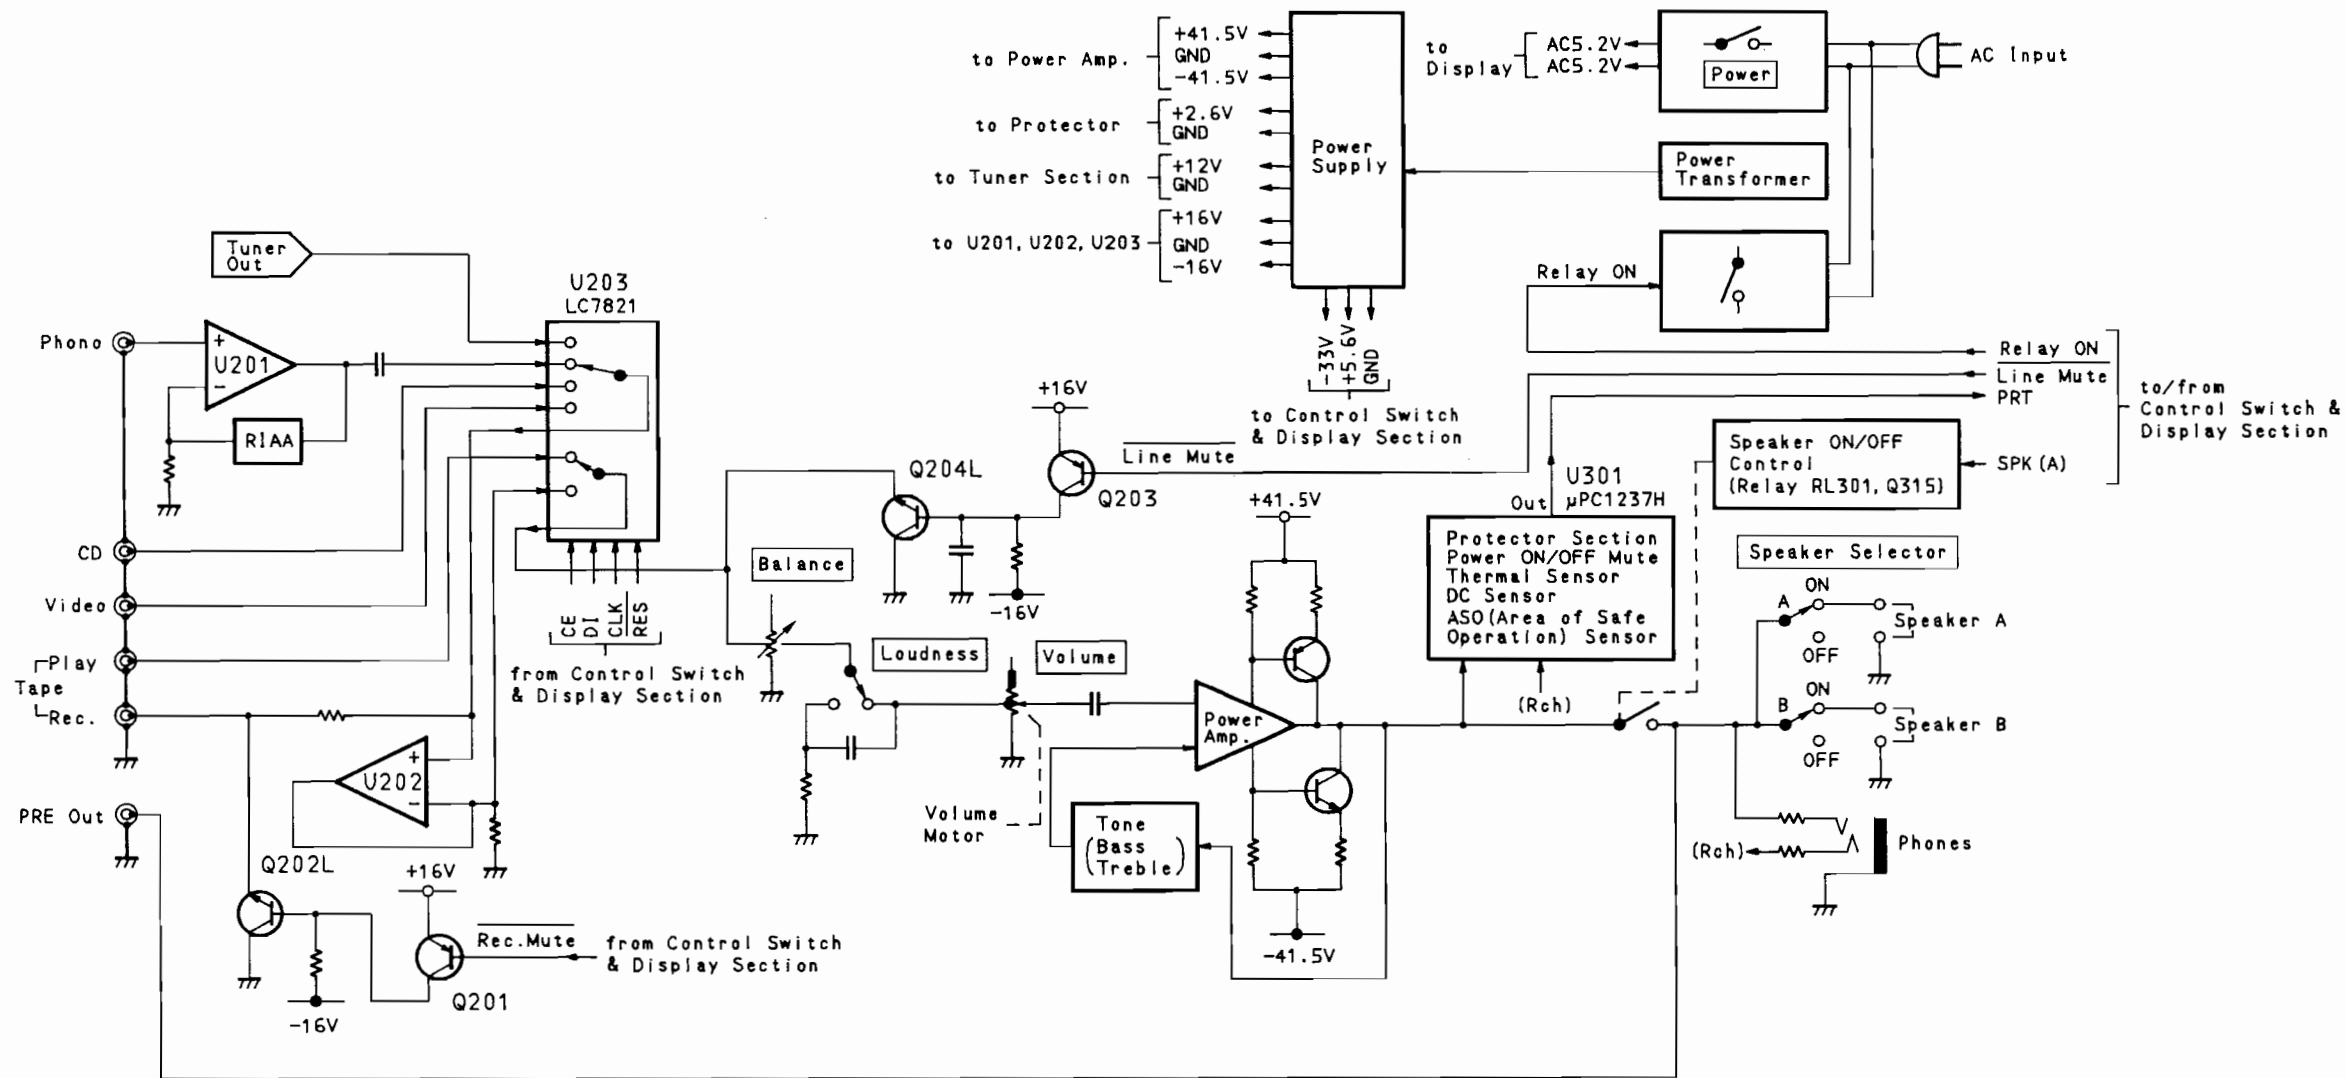 to Power Amp.
+41.5V
GND
-41.5V
to Protector
+2.6V
GND
to Tuner Section
+12V
GND
to U201, U202, U203
+16V
GND
-16V
Power
Supply
-33V
+5.6V
GND
to Control Switch
& Display Section
to
Display
AC5.2V
AC5.2V
Power
AC Input
Power
Transformer
Relay ON
Relay ON
Line Mute
PRT
SPK (A)
to/from
Control Switch &
Display Section
Tuner
Out
U203
LC7821
Phono
+
U201
-
RIAA
CD
Video
Play
Tape
Rec.
PRE Out
CE
DI
CLK
RES
from Control Switch
& Display Section
+
U202
-
Q202L
+16V
-16V
Q201
Rec.Mute
from Control Switch
& Display Section
+16V
Q204L
Q203
Line Mute
-16V
Balance
Loudness
Volume
Volume
Motor
Power
Amp.
+41.5V
-41.5V
Tone
(Bass
Treble)
Out
U301
µPC1237H
Protector Section
Power ON/OFF Mute
Thermal Sensor
DC Sensor
ASO(Area of Safe
Operation) Sensor
(Rch)
Speaker ON/OFF
Control
(Relay RL301, Q315)
Speaker Selector
A
ON
OFF
Speaker A
B
ON
OFF
Speaker B
(Rch)
Phones